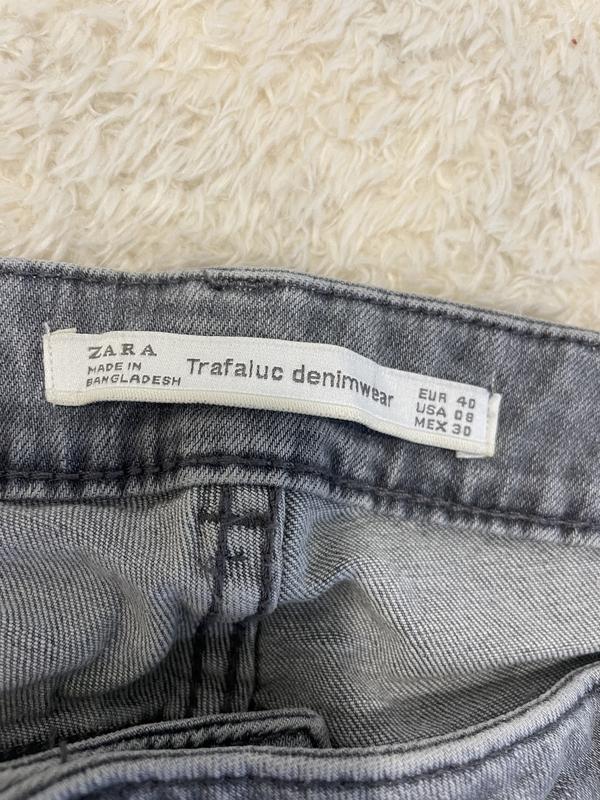 ZARA
MADE IN
BANGLADESH
Trafaluc denimwear
EUR 40
USA 08
MEX 30